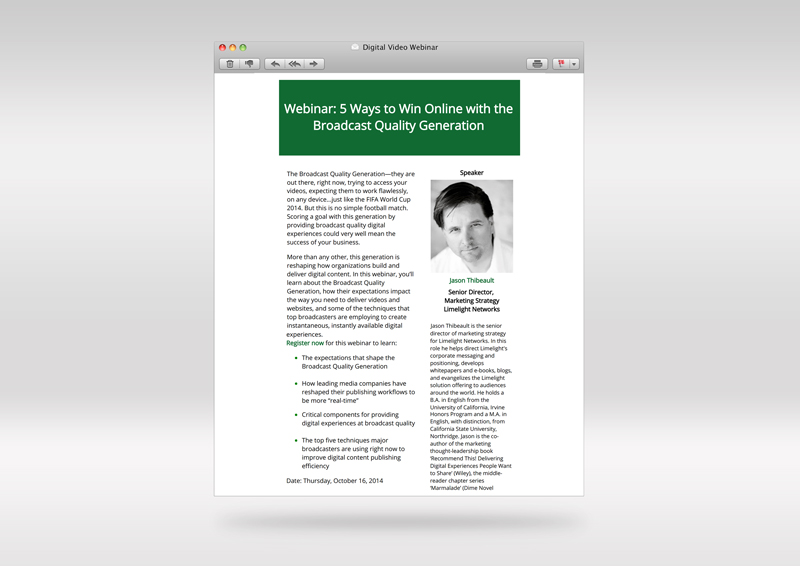 Digital Video Webinar
Webinar: 5 Ways to Win Online with the
Broadcast Quality Generation
The Broadcast Quality Generation—they are
out there, right now, trying to access your
videos, expecting them to work flawlessly,
on any device...just like the FIFA World Cup
2014. But this is no simple football match.
Scoring a goal with this generation by
providing broadcast quality digital
experiences could very well mean the
success of your business.
More than any other, this generation is
reshaping how organizations build and
deliver digital content. In this webinar, you'll
learn about the Broadcast Quality
Generation, how their expectations impact
the way you need to deliver videos and
websites, and some of the techniques that
top broadcasters are employing to create
instantaneous, instantly available digital
experiences.
Register now for this webinar to learn:
• The expectations that shape the
Broadcast Quality Generation
• How leading media companies have
reshaped their publishing workflows to
be more "real-time"
• Critical components for providing
digital experiences at broadcast quality
• The top five techniques major
broadcasters are using right now to
improve digital content publishing
efficiency
Date: Thursday, October 16, 2014
Speaker
Jason Thibeault
Senior Director,
Marketing Strategy
Limelight Networks
Jason Thibeault is the senior
director of marketing strategy
for Limelight Networks. In this
role he helps direct Limelight's
corporate messaging and
positioning, develops
whitepapers and e-books, blogs,
and evangelizes the Limelight
solution offering to audiences
around the world. He holds a
B.A. in English from the
University of California, Irvine
Honors Program and a M.A. in
English, with distinction, from
California State University,
Northridge. Jason is the co-
author of the marketing
thought-leadership book
'Recommend This! Delivering
Digital Experiences People Want
to Share' (Wiley), the middle-
reader chapter series
'Marmalade' (Dime Novel